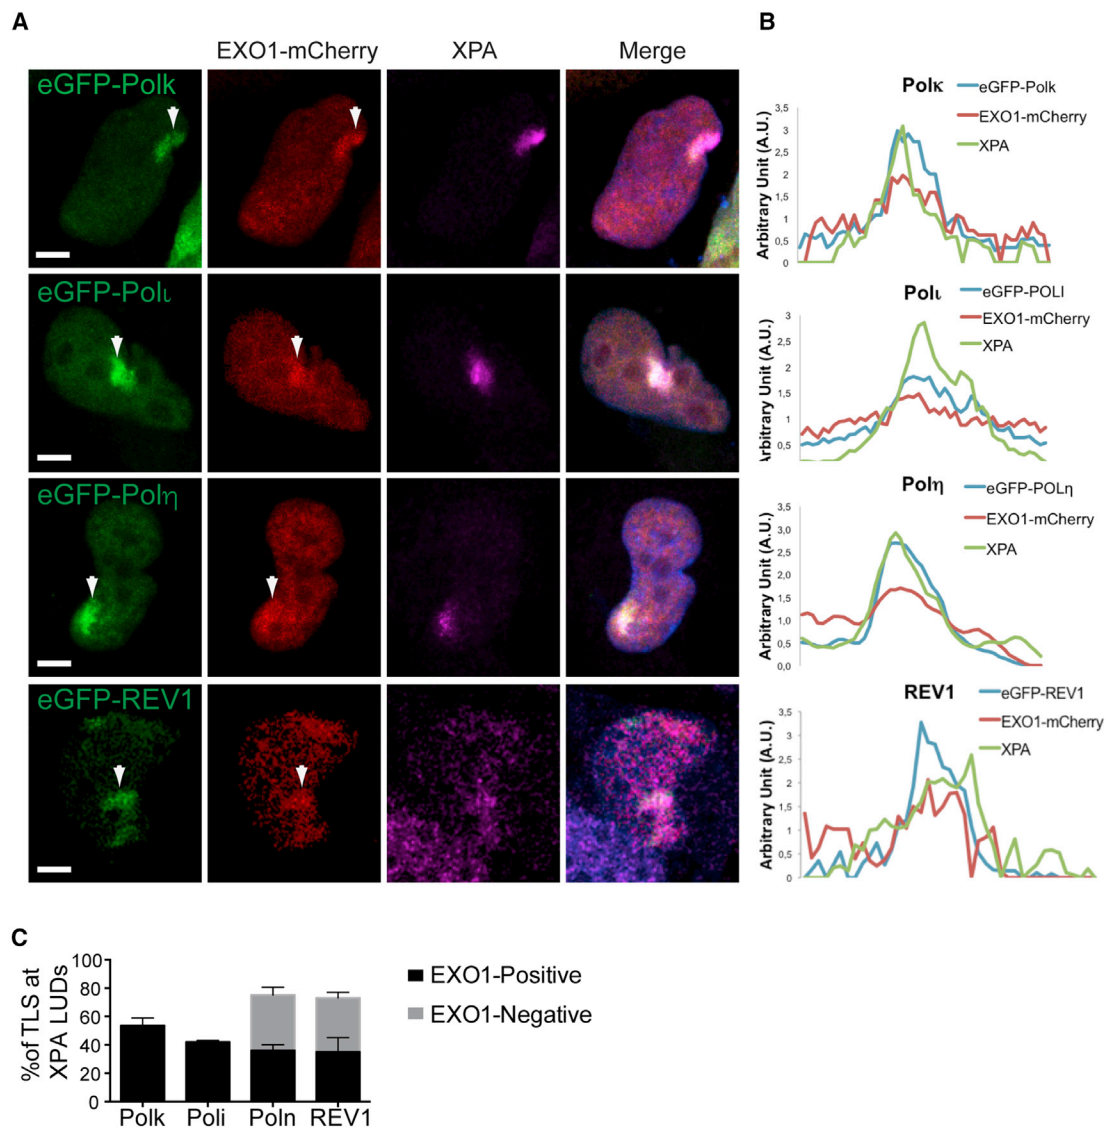 A
B
EXO1-mCherry XPA Merge
eGFP-Polk
eGFP-Polι
eGFP-Polη
eGFP-REV1
Polκ
eGFP-Polk
EXO1-mCherry
XPA
Arbitrary Unit (A.U.)
3,5
3
2,5
2
1,5
1
0,5
0
Polι
eGFP-POLI
EXO1-mCherry
XPA
Arbitrary Unit (A.U.)
3
2,5
2
1,5
1
0,5
Polη
eGFP-POLη
EXO1-mCherry
XPA
Arbitrary Unit (A.U.)
3,5
3,0
2,5
2,0
1,5
1,0
0,5
0,0
REV1
eGFP-REV1
EXO1-mCherry
XPA
Arbitrary Unit (A.U.)
3,5
3
2,5
2
1,5
1
0,5
0
C
%of TLS at
XPA LUDs
100
80
60
40
20
0
Polk Poli Poln REV1
EXO1-Positive
EXO1-Negative